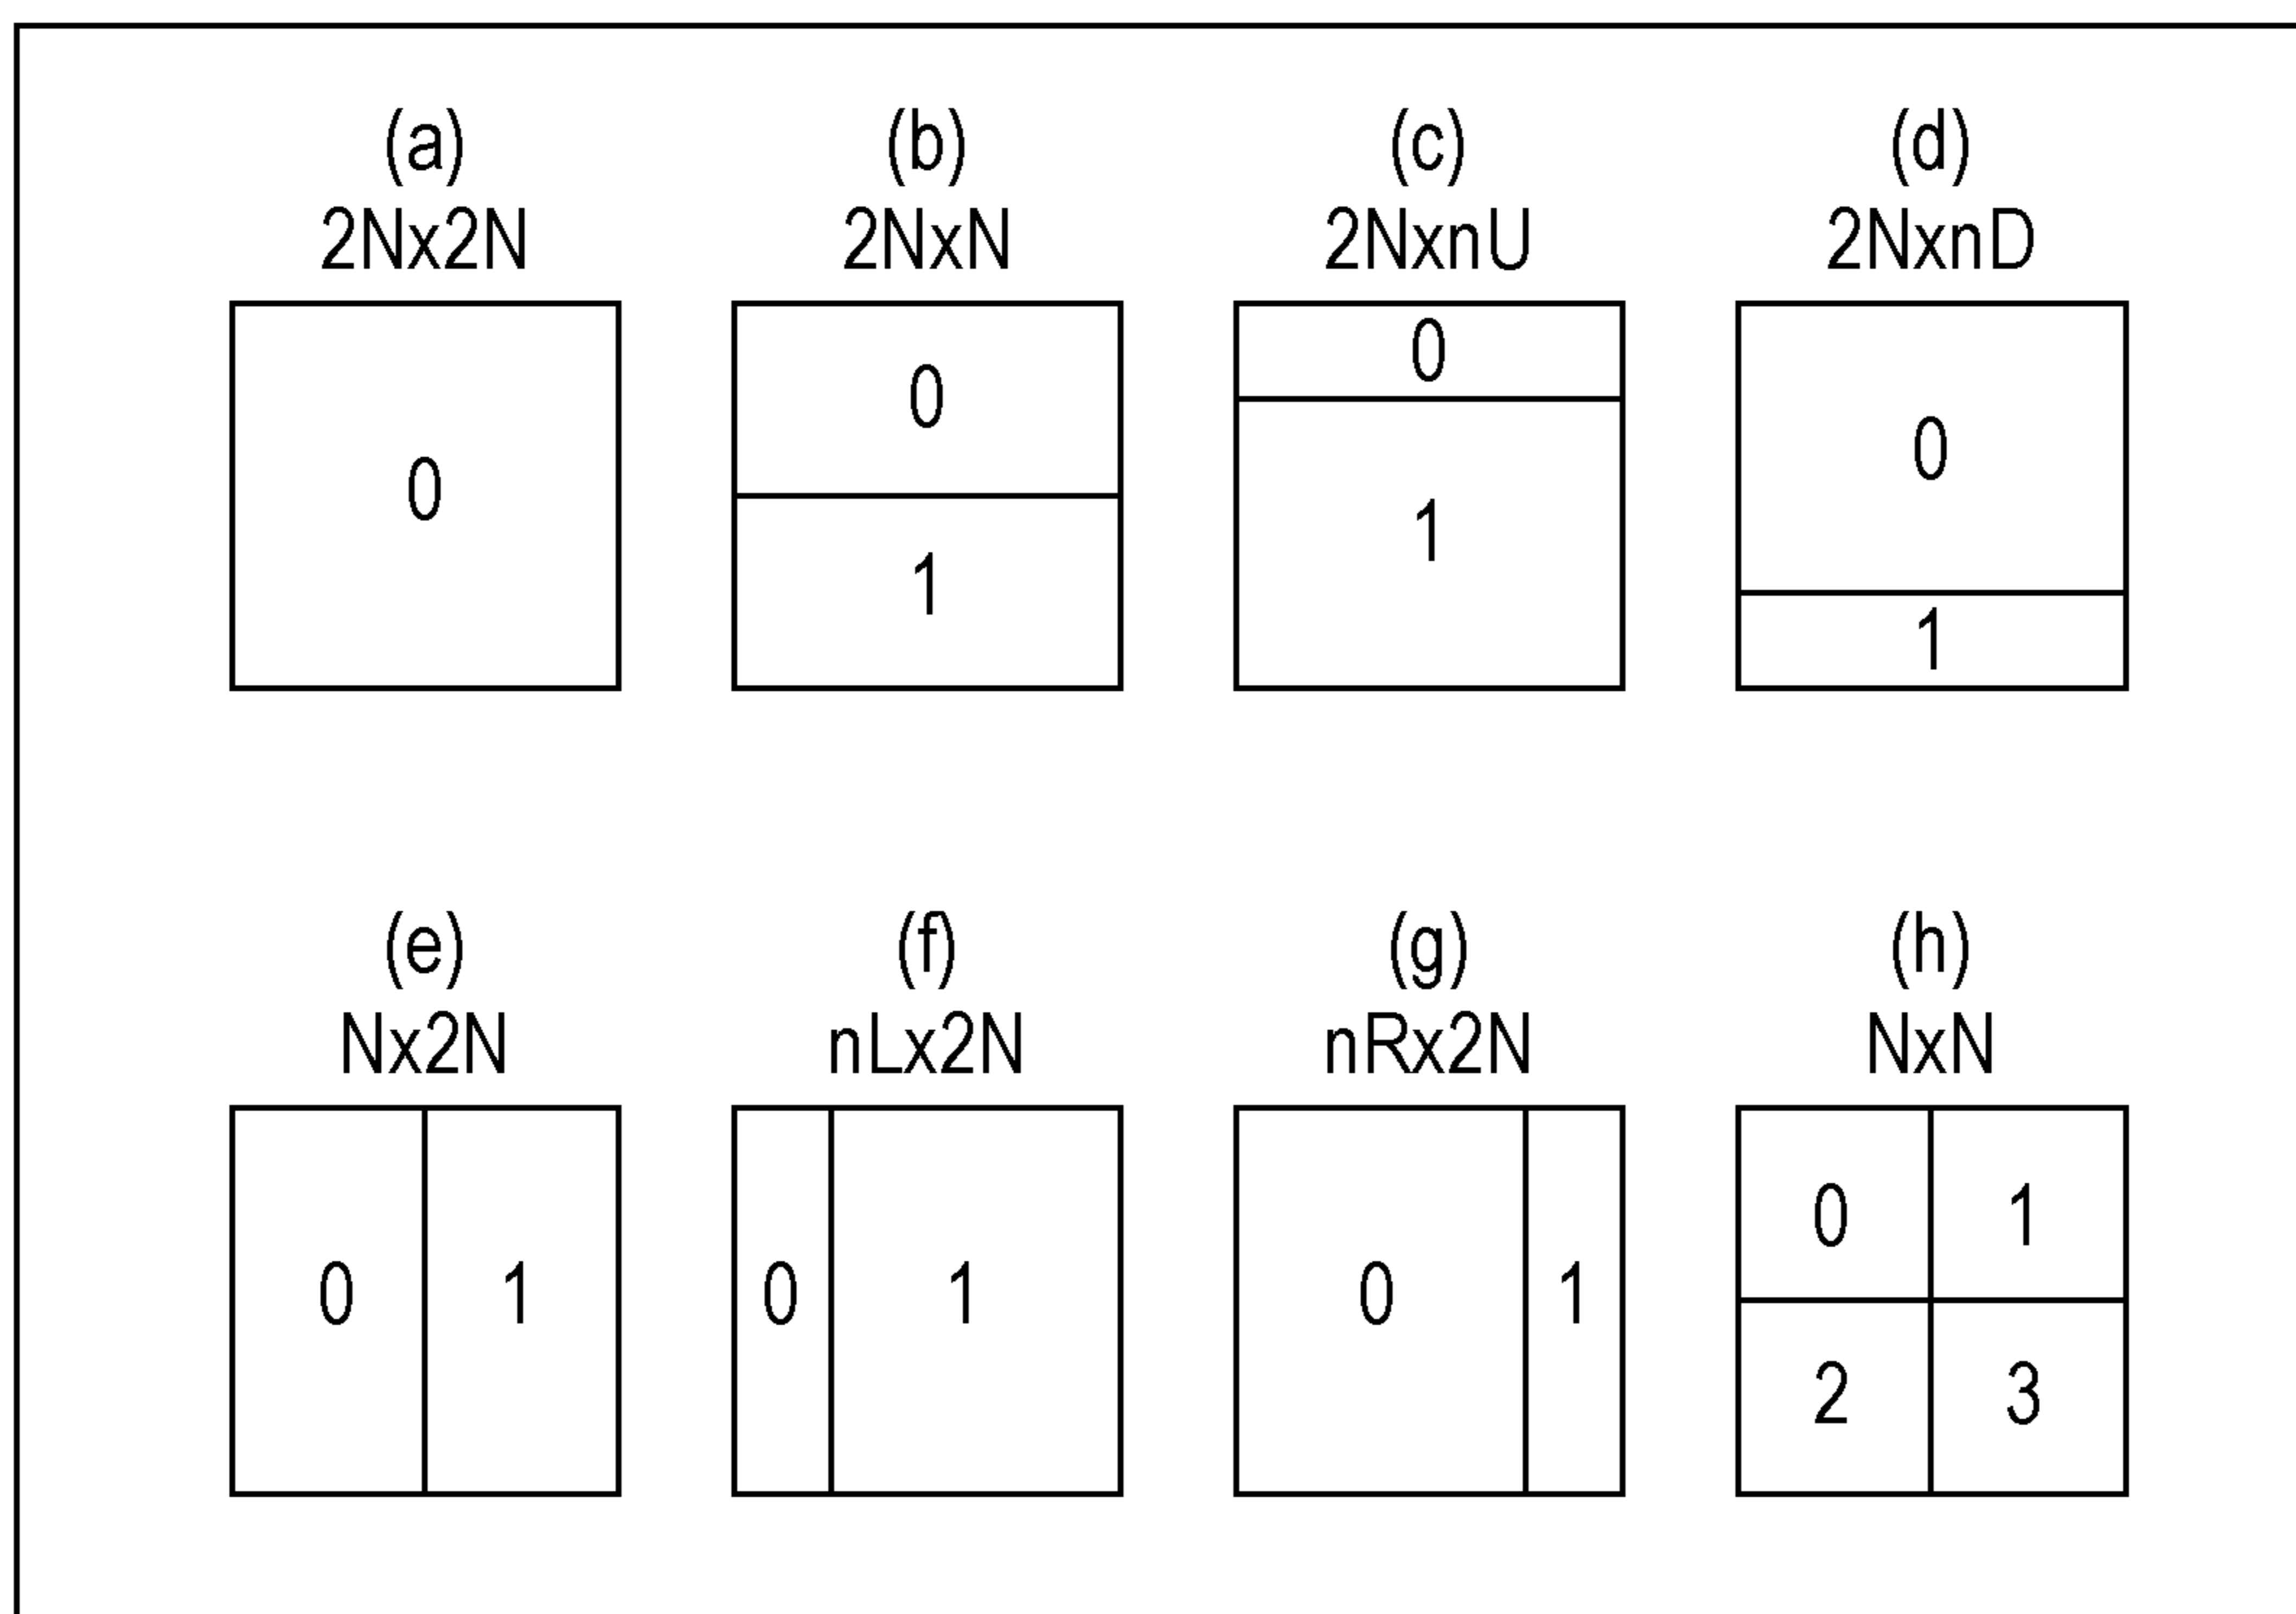 (a) (b) (c) (d)
2Nx2N 2NxN 2NxnU 2NxnD
0 0 0 0
1 1 1
(e) (f) (g) (h)
Nx2N nLx2N nRx2N NxN
0 1 0 1 0 1 0 1
2 3